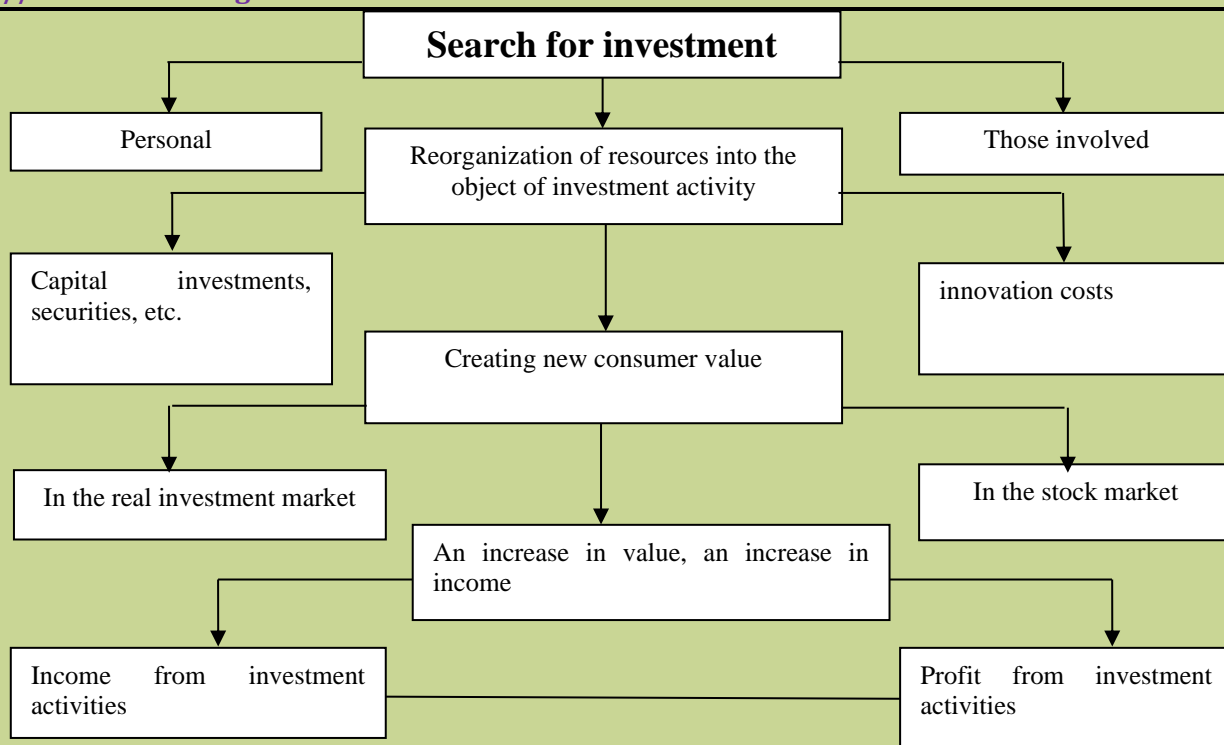 Search for investment
Personal
Those involved
Reorganization of resources into the
object of investment activity
Capital investments,
securities, etc.
innovation costs
Creating new consumer value
In the real investment market
In the stock market
An increase in value, an increase in
income
Income from investment
activities
Profit from investment
activities